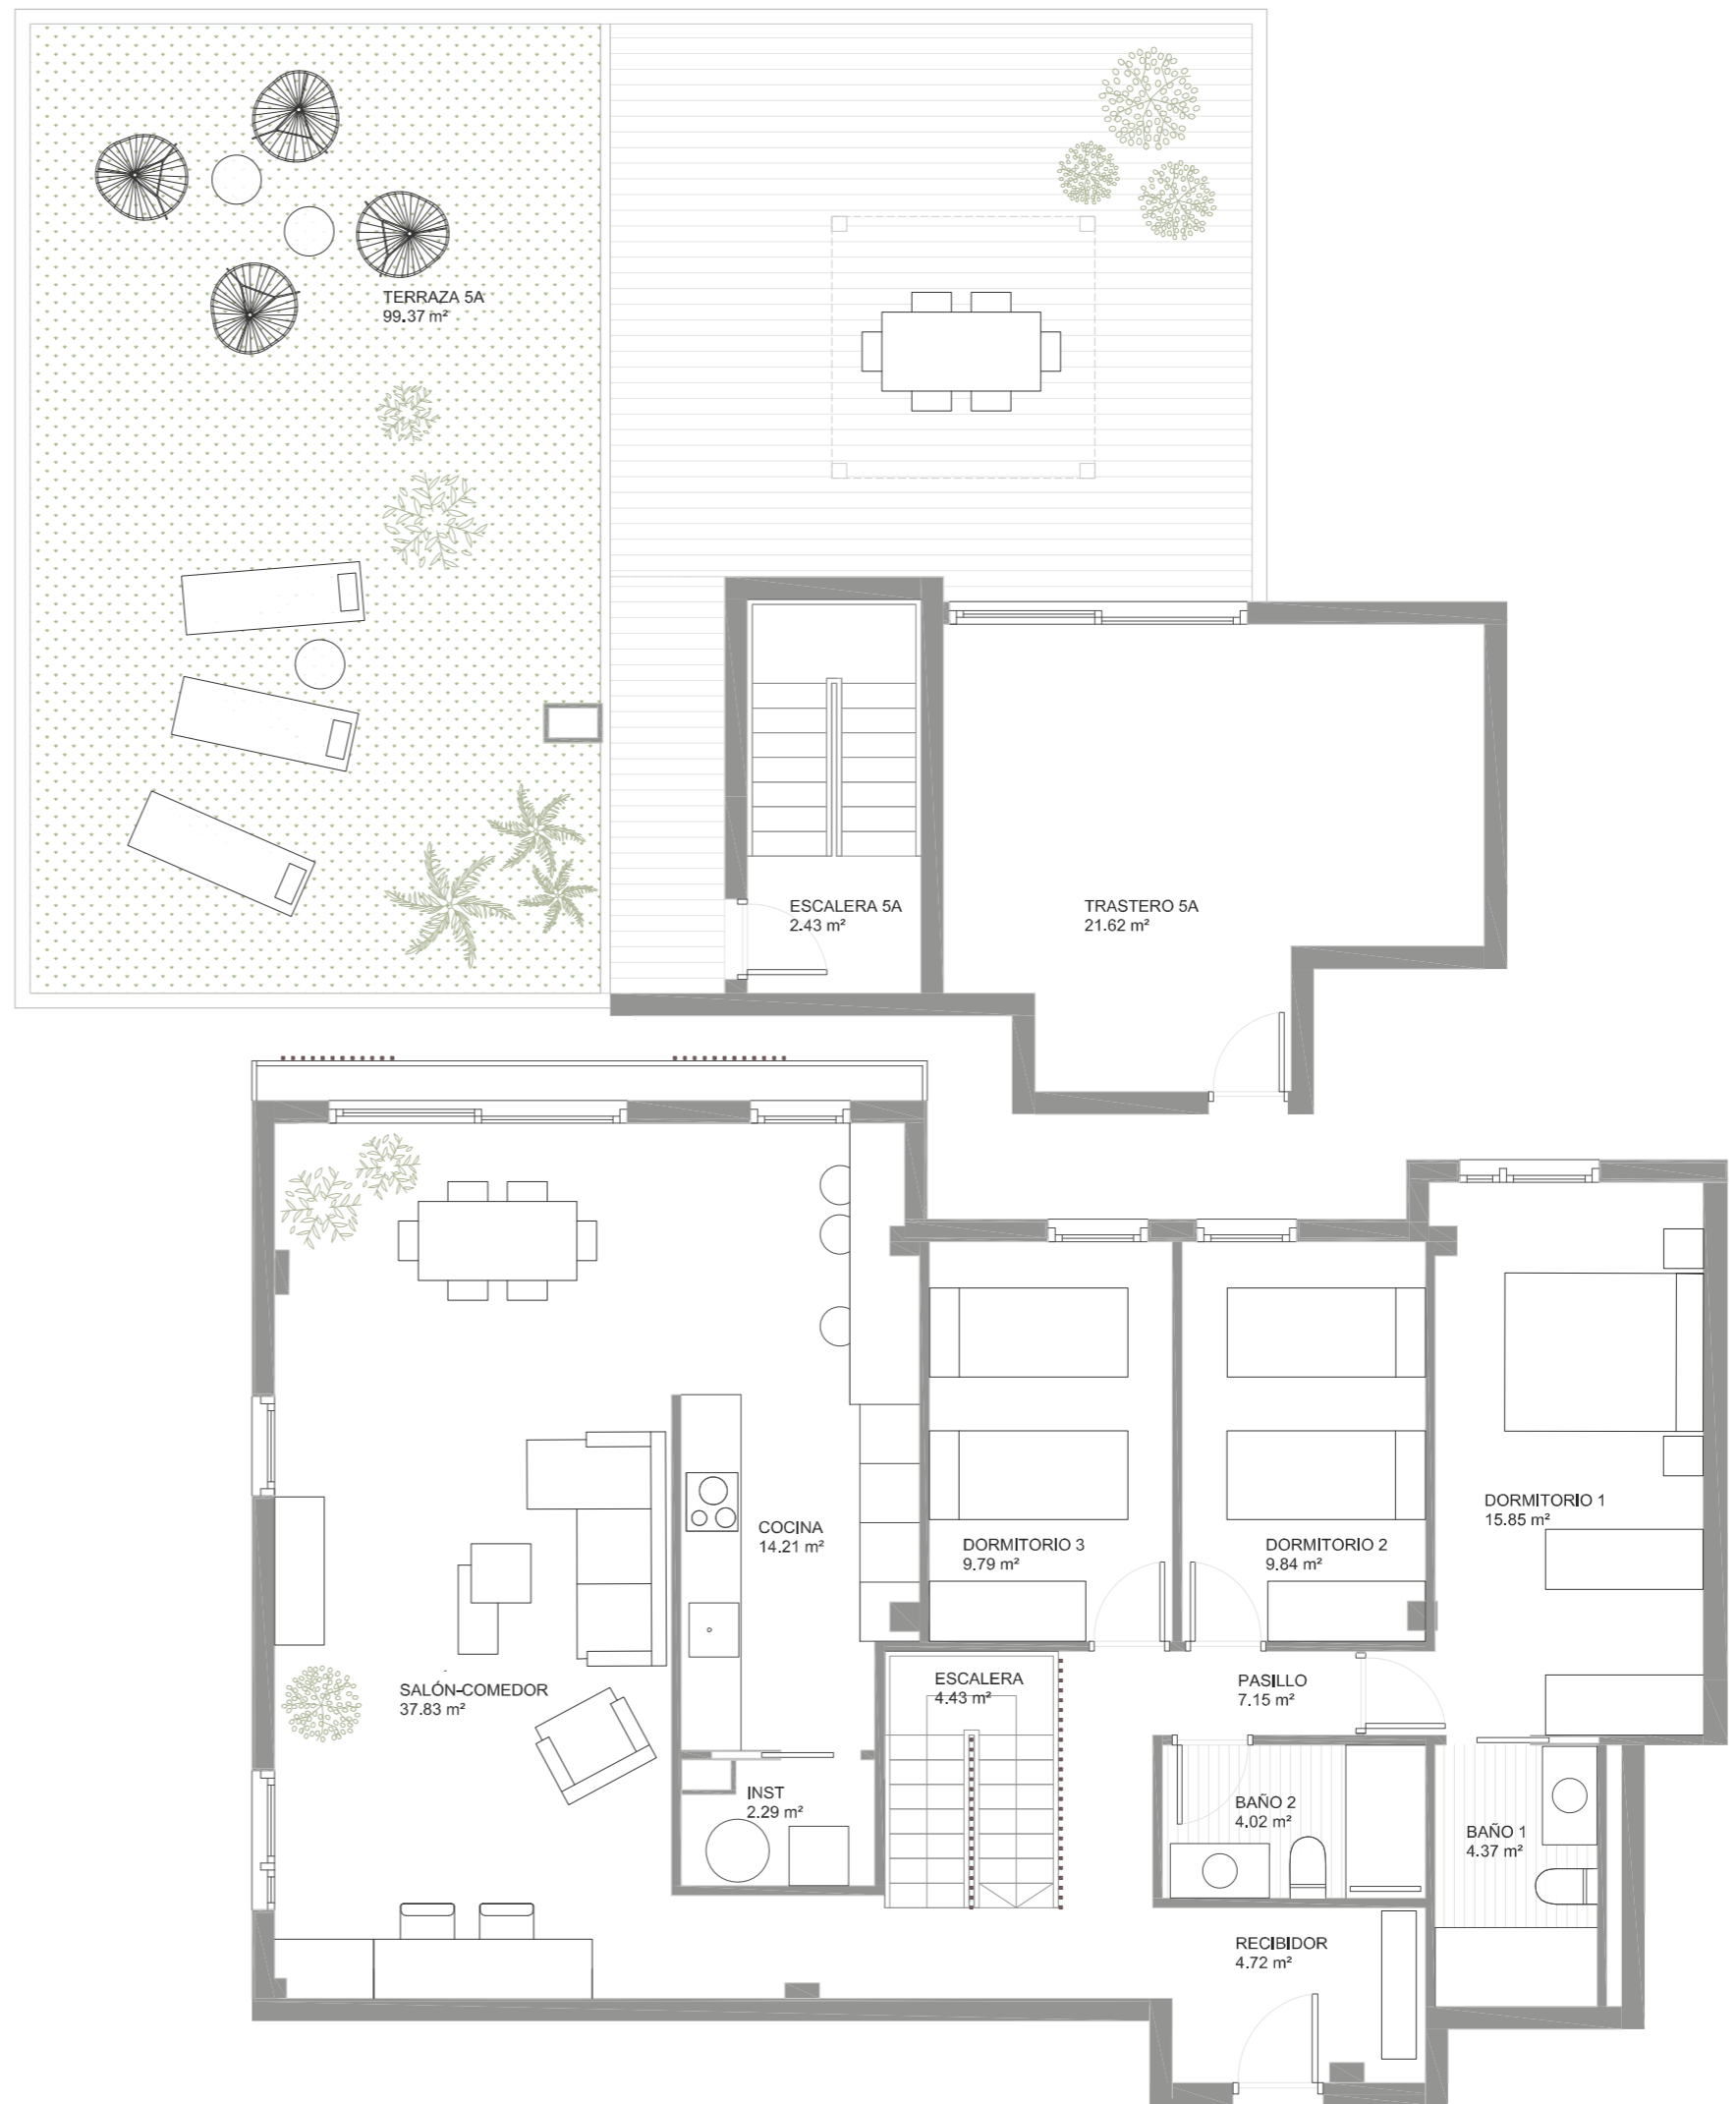 TERRAZA 5A
99.37 m²
ESCALERA 5A
2.43 m²
TRASTERO 5A
21.62 m²
COCINA
14.21 m²
DORMITORIO 3
9.79 m²
DORMITORIO 2
9.84 m²
DORMITORIO 1
15.85 m²
SALÓN-COMEDOR
37.83 m²
ESCALERA
4.43 m²
PASILLO
7.15 m²
INST
2.29 m²
BAÑO 2
4.02 m²
BAÑO 1
4.37 m²
RECIBIDOR
4.72 m²